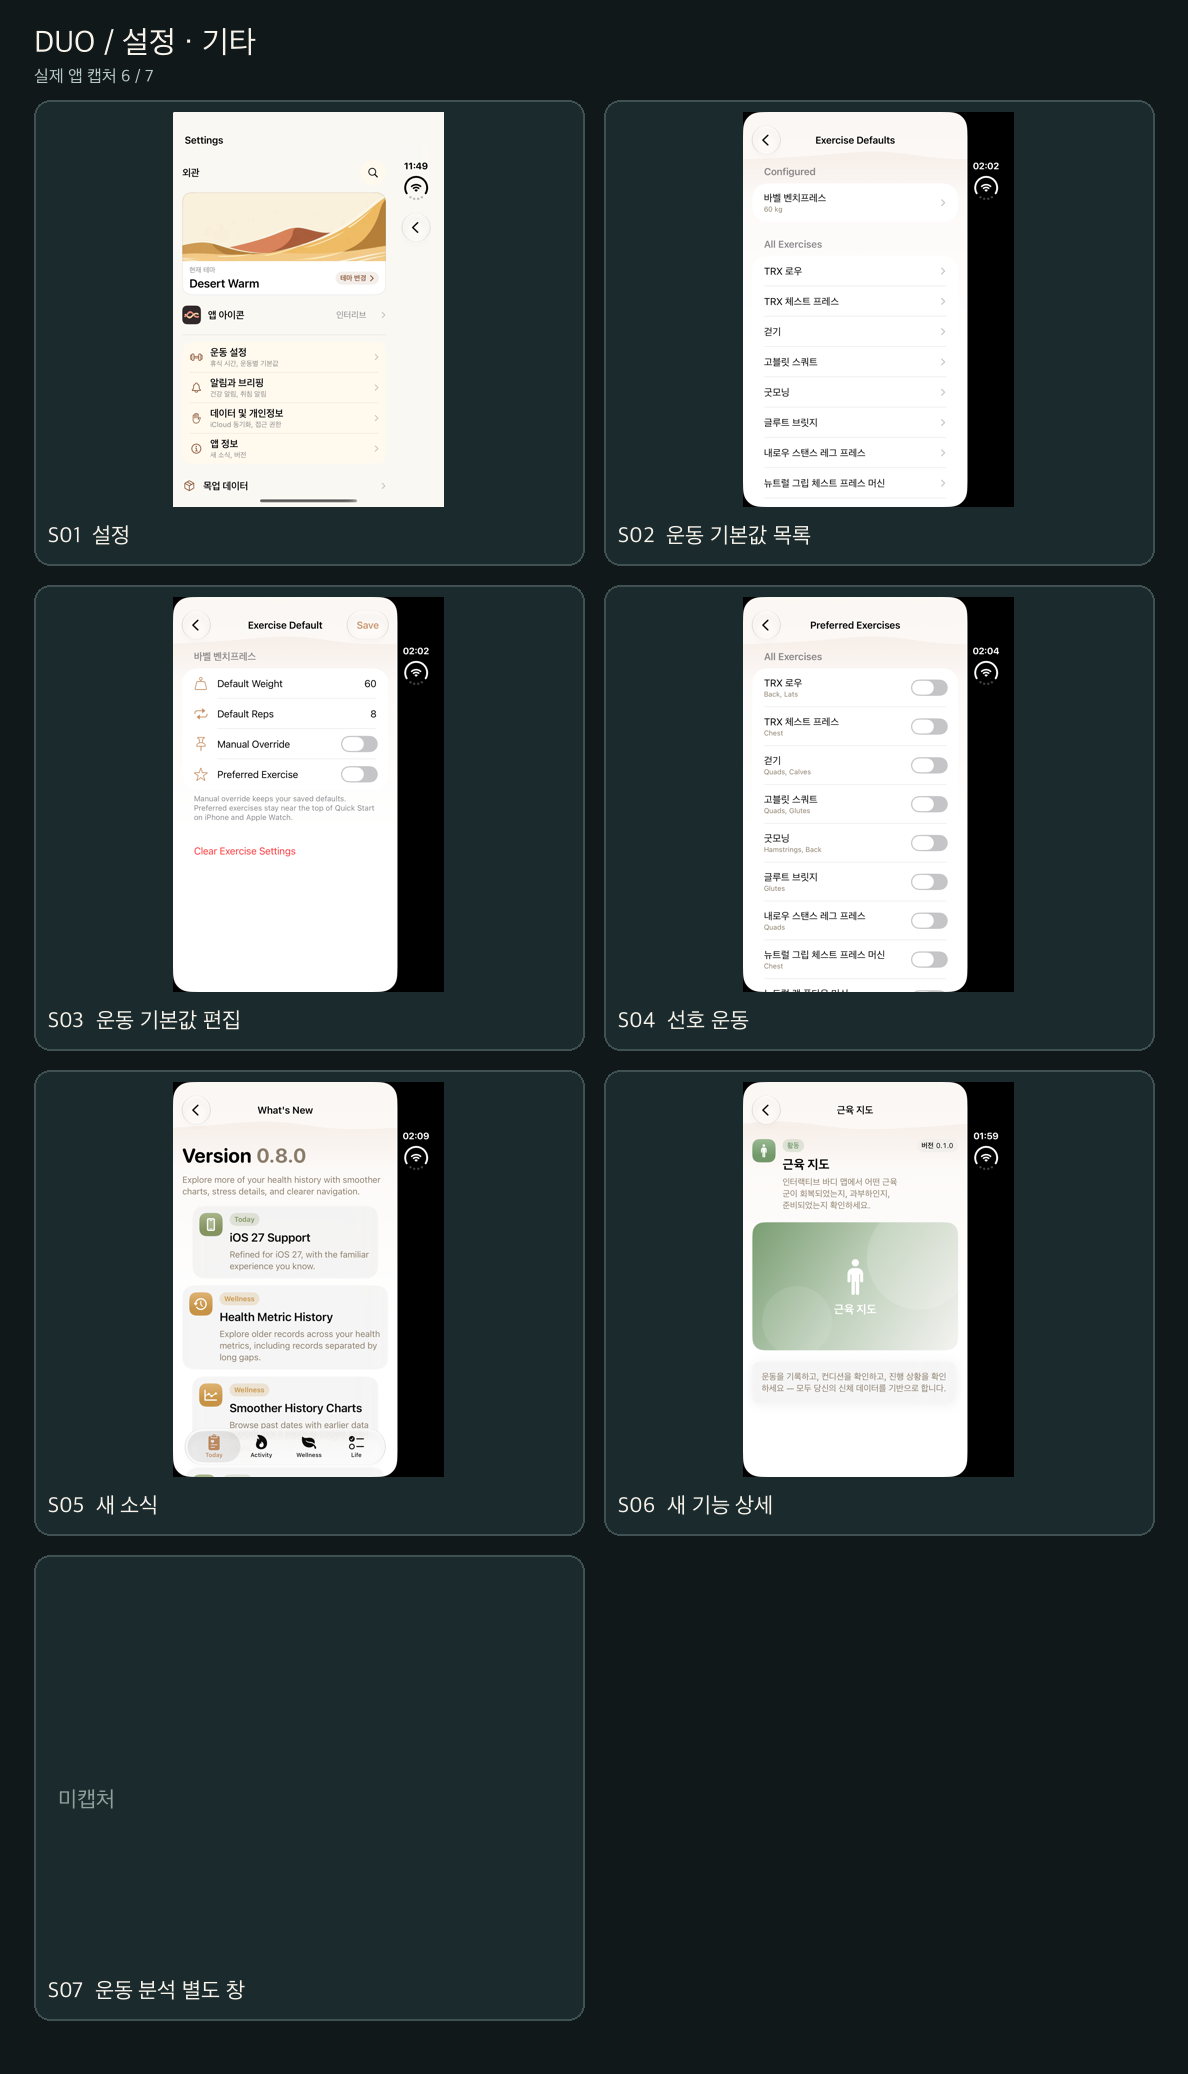 DUO / 설정 · 기타
실제 앱 캡처 6 / 7
Settings
외관
11:49
현재 테마
Desert Warm
테마 변경
앱 아이콘
인터리브
운동 설정
휴식 시간, 운동별 기본값
알림과 브리핑
건강 알림, 취침 알림
데이터 및 개인정보
iCloud 동기화, 접근 권한
앱 정보
새 소식, 버전
목업 데이터
S01 설정
Exercise Defaults
02:02
Configured
바벨 벤치프레스
60 kg
All Exercises
TRX 로우
TRX 체스트 프레스
걷기
고블릿 스쿼트
굿모닝
글루트 브릿지
내로우 스탠스 레그 프레스
뉴트럴 그립 체스트 프레스 머신
S02 운동 기본값 목록
Exercise Default
Save
02:02
바벨 벤치프레스
Default Weight 60
Default Reps 8
Manual Override
Preferred Exercise
Manual override keeps your saved defaults.
Preferred exercises stay near the top of Quick Start
on iPhone and Apple Watch.
Clear Exercise Settings
S03 운동 기본값 편집
Preferred Exercises
02:04
All Exercises
TRX 로우
Back, Lats
TRX 체스트 프레스
Chest
걷기
Quads, Calves
고블릿 스쿼트
Quads, Glutes
굿모닝
Hamstrings, Back
글루트 브릿지
Glutes
내로우 스탠스 레그 프레스
Quads
뉴트럴 그립 체스트 프레스 머신
Chest
S04 선호 운동
What's New
02:09
Version 0.8.0
Explore more of your health history with smoother
charts, stress details, and clearer navigation.
Today
iOS 27 Support
Refined for iOS 27, with the familiar
experience you know.
Wellness
Health Metric History
Explore older records across your health
metrics, including records separated by
long gaps.
Wellness
Smoother History Charts
Browse past dates with earlier data
Today
Activity
Wellness
Life
S05 새 소식
근육 지도
01:59
활동
버전 0.1.0
근육 지도
인터랙티브 바디 맵에서 어떤 근육
군이 회복되었는지, 과부하인지,
준비되었는지 확인하세요.
근육 지도
운동을 기록하고, 컨디션을 확인하고, 진행 상황을 확인
하세요 — 모두 당신의 신체 데이터를 기반으로 합니다.
S06 새 기능 상세
미캡처
S07 운동 분석 별도 창